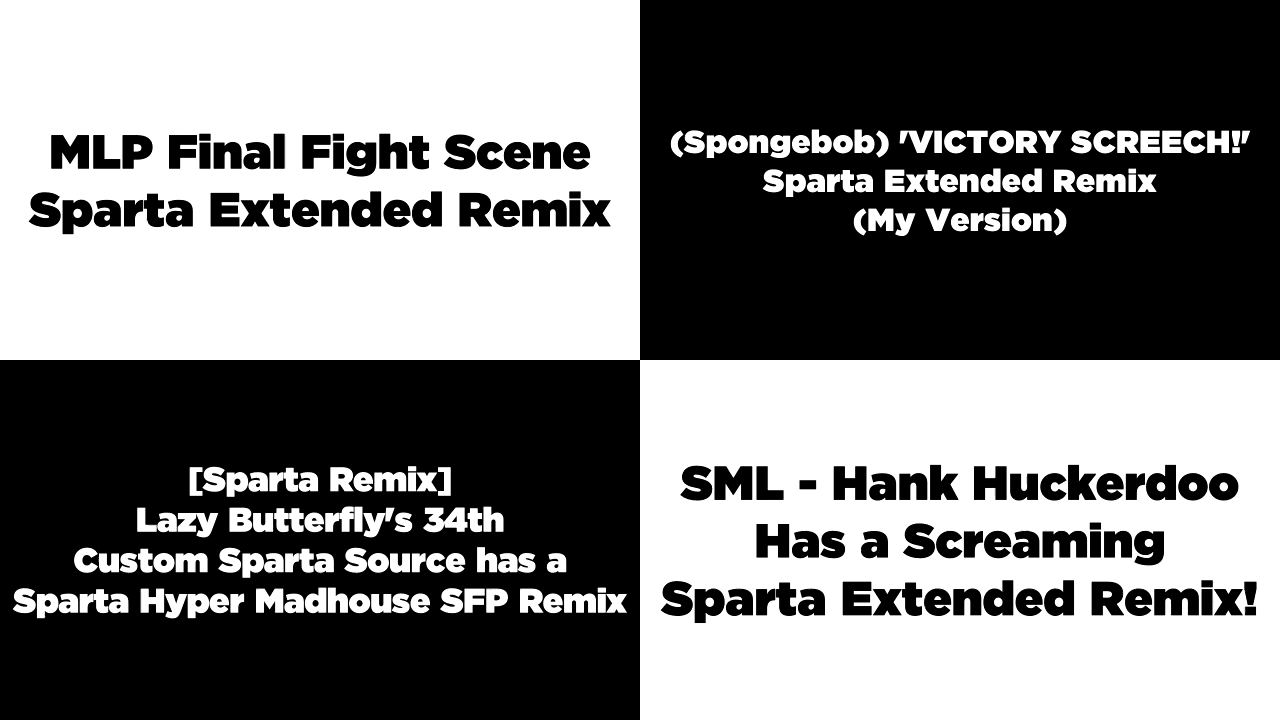 MLP Final Fight Scene
Sparta Extended Remix
(Spongebob) 'VICTORY SCREECH!'
Sparta Extended Remix
(My Version)
[Sparta Remix]
Lazy Butterfly's 34th
Custom Sparta Source has a
Sparta Hyper Madhouse SFP Remix
SML - Hank Huckerdoo
Has a Screaming
Sparta Extended Remix!